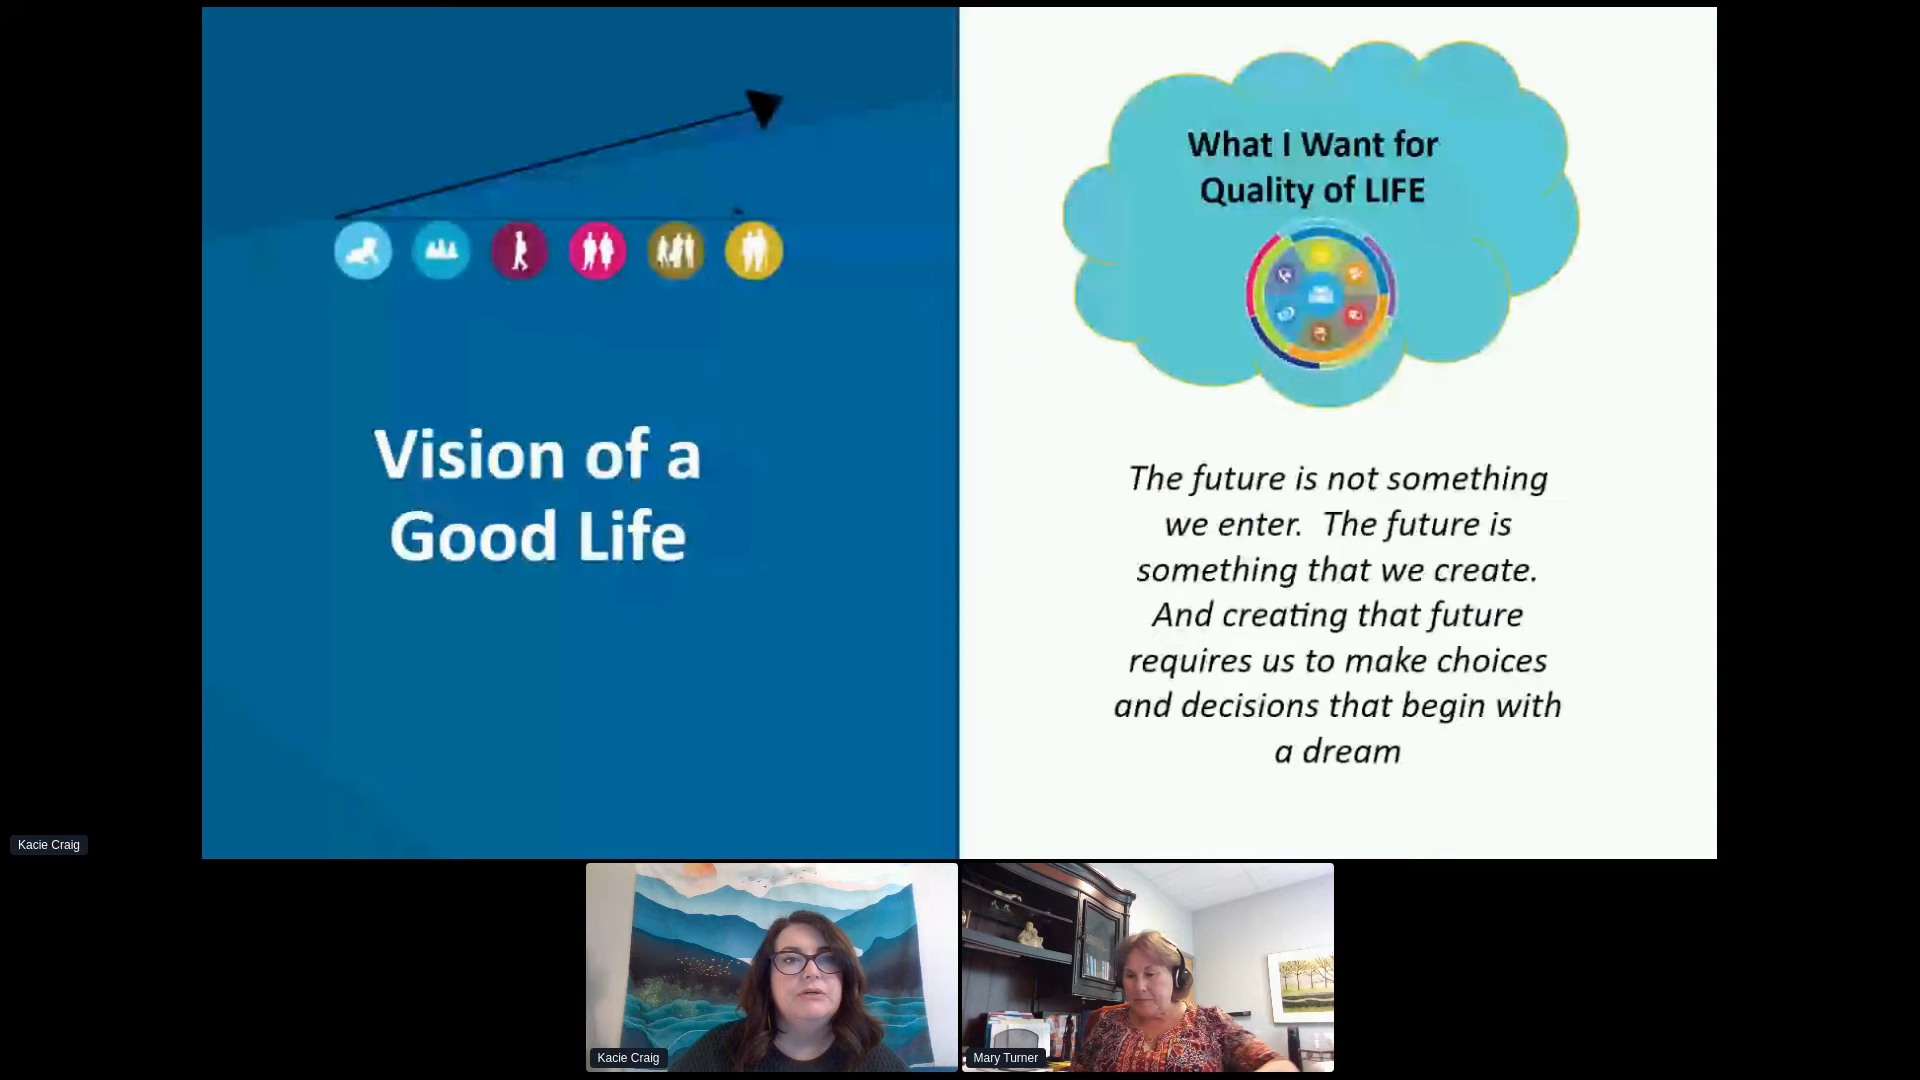 Vision of a
Good Life
What I Want for
Quality of LIFE
The future is not something
we enter.  The future is
something that we create.
And creating that future
requires us to make choices
and decisions that begin with
a dream
Kacie Craig
Kacie Craig
Mary Turner